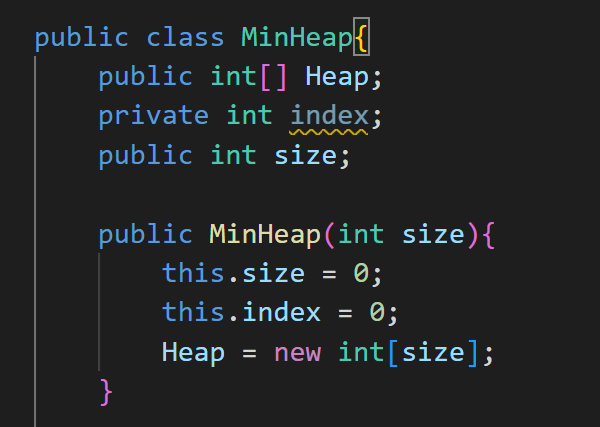 public class MinHeap{
    public int[] Heap;
    private int index;
    public int size;

    public MinHeap(int size){
        this.size = 0;
        this.index = 0;
        Heap = new int[size];
    }